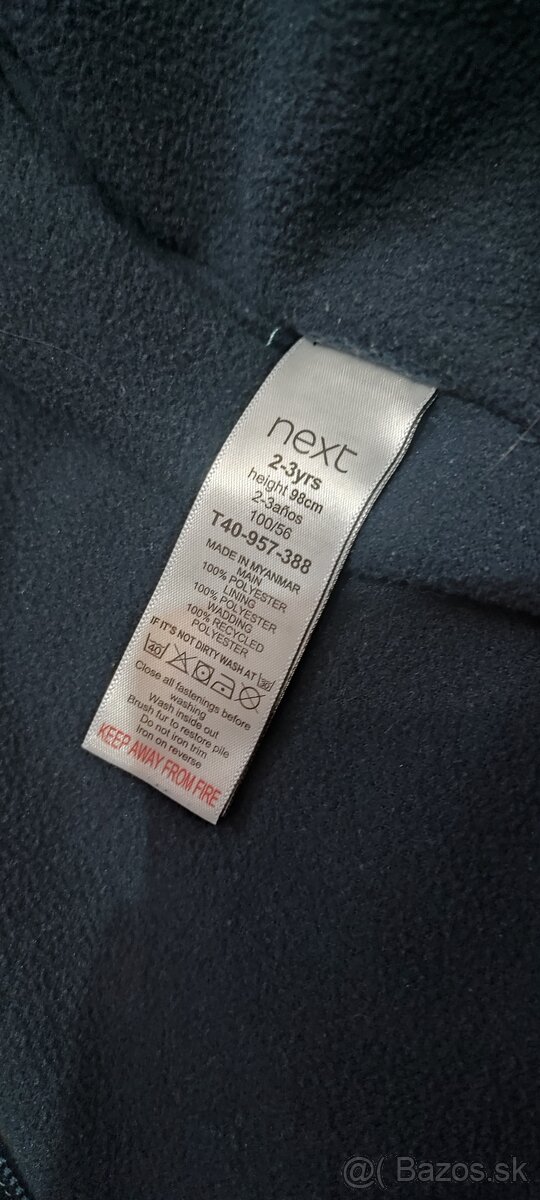 next
2-3yrs
height 98cm
2-3años
100/56
T40-957-388
MADE IN MYANMAR
MAIN
100% POLYESTER
LINING
100% POLYESTER
WADDING
100% RECYCLED
POLYESTER
IF IT'S NOT DIRTY WASH AT 30
40
Close all fastenings before
washing
Wash inside out
Brush fur to restore pile
Do not iron trim
Iron on reverse
KEEP AWAY FROM FIRE
@( Bazos.sk